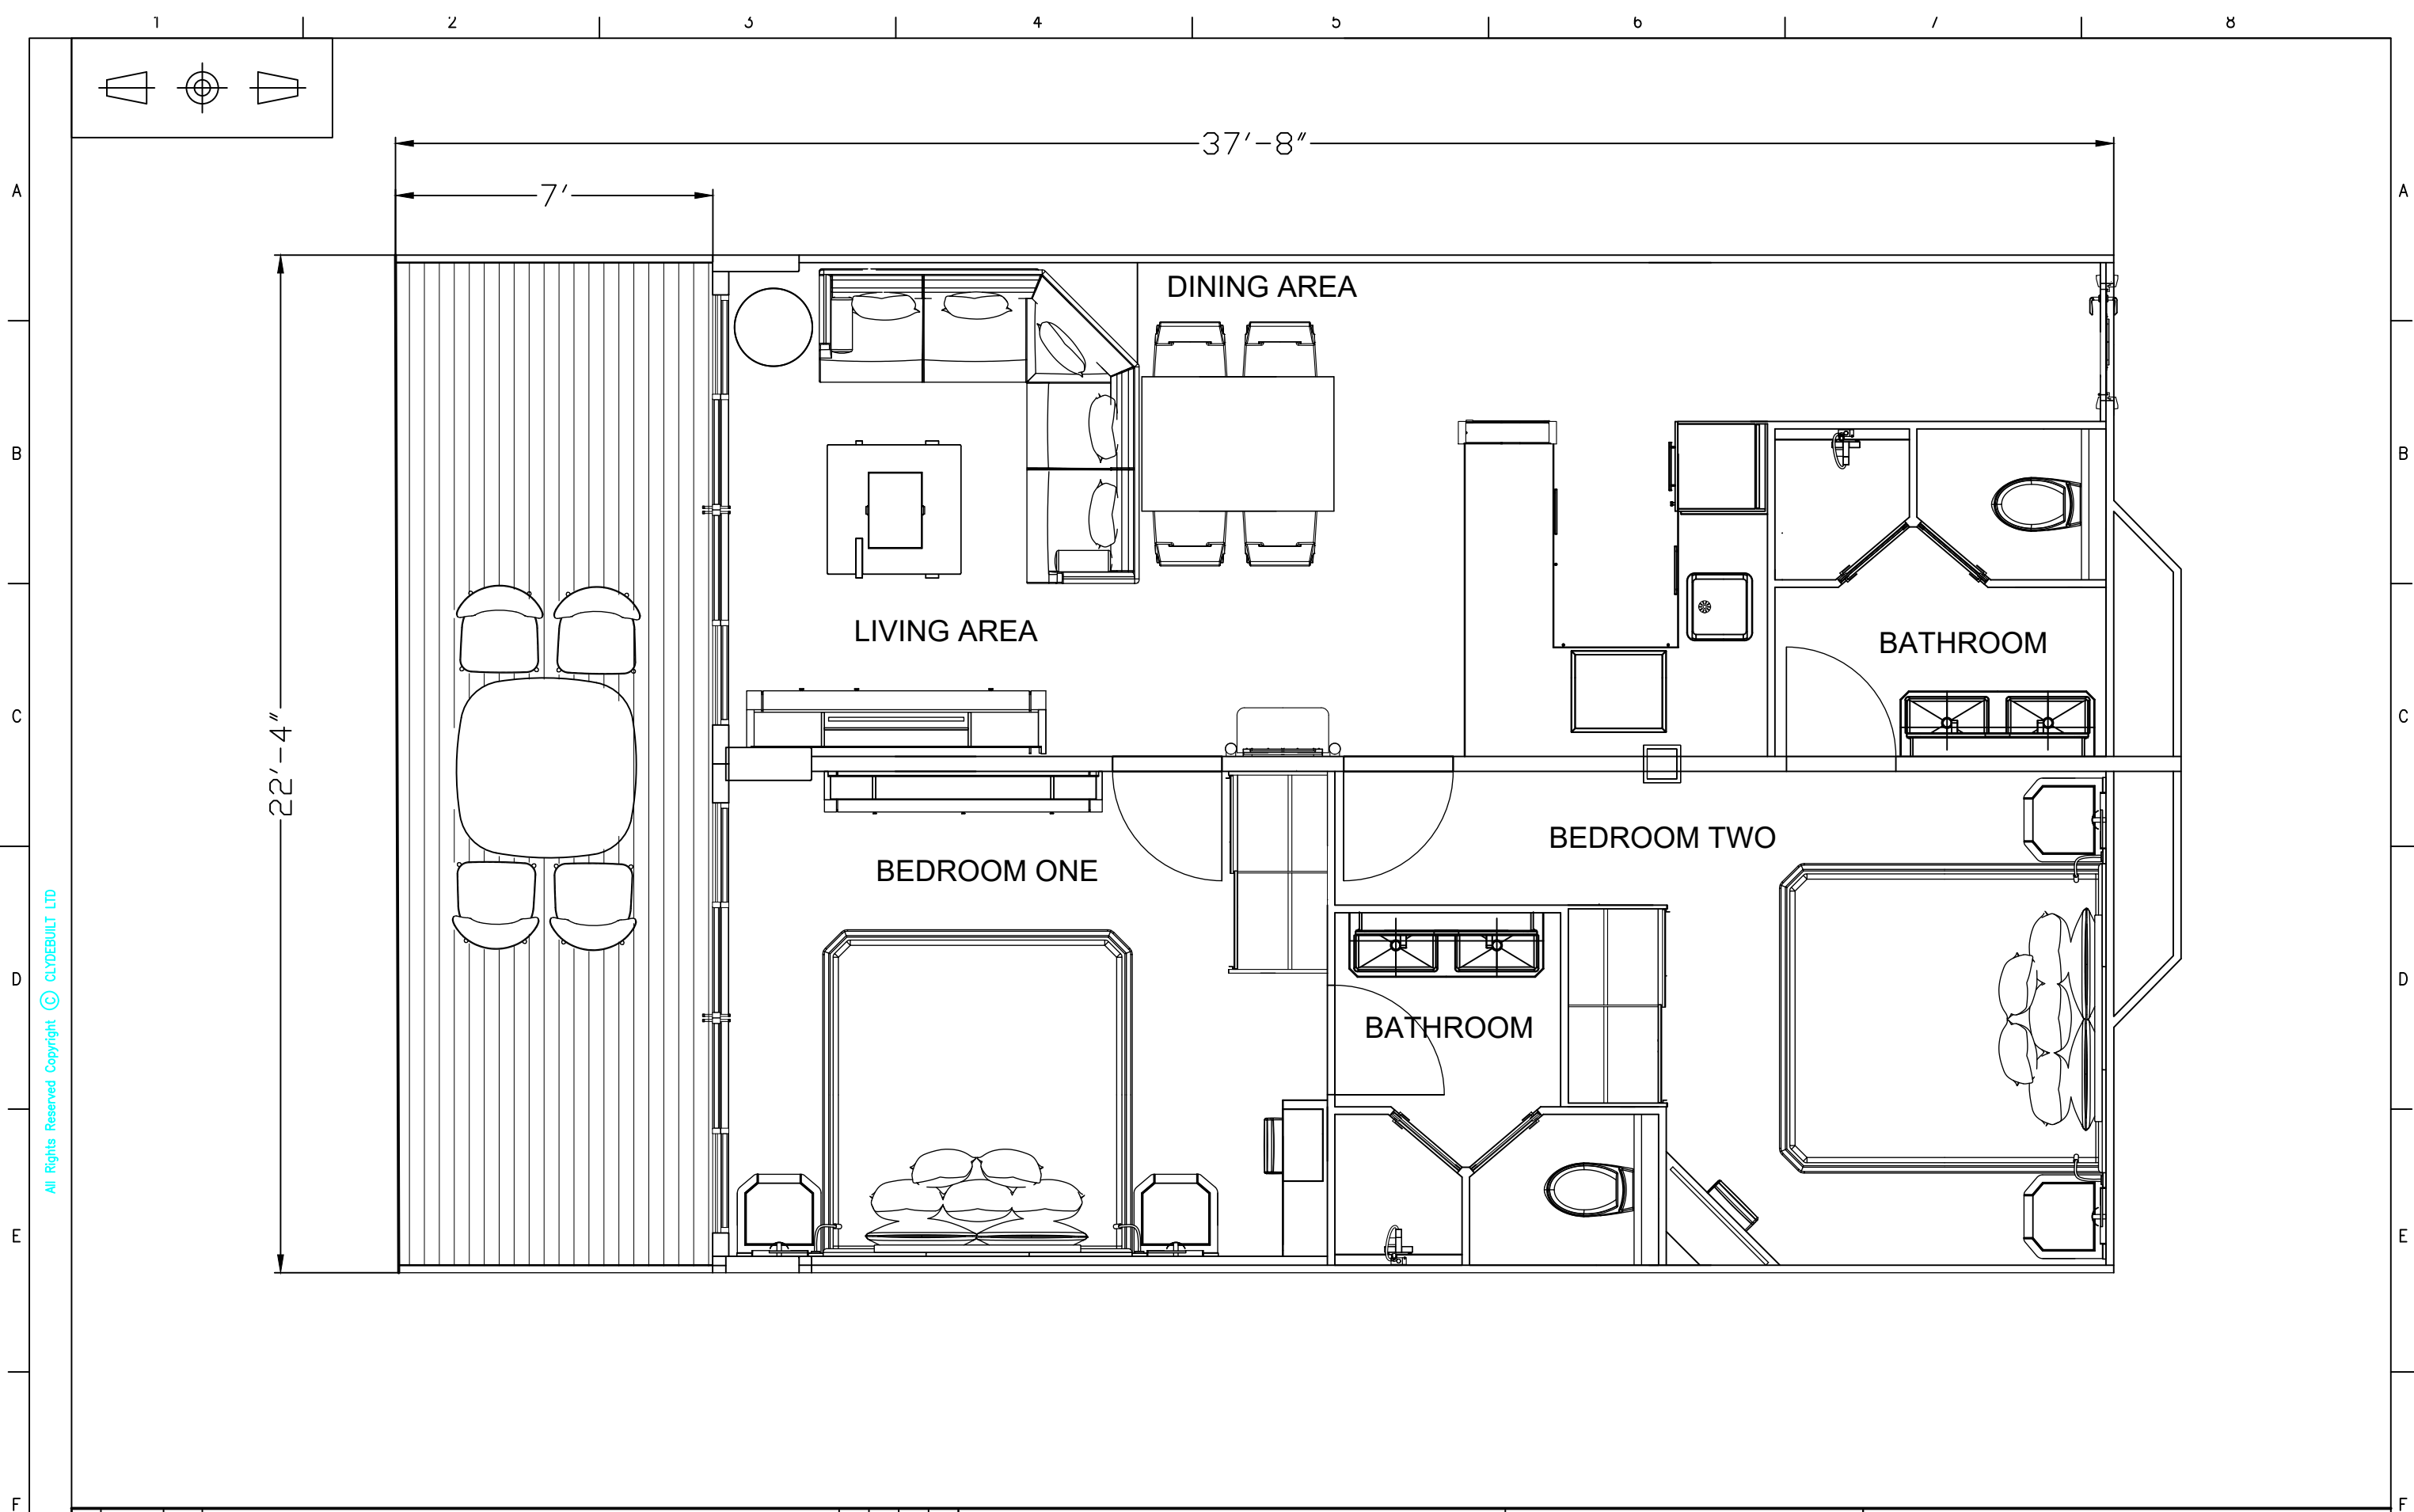 1 2 3 4 5 6 7 8
37'-8"
7'
A A
DINING AREA
B B
LIVING AREA
BATHROOM
C C
22'-4"
BEDROOM TWO
BEDROOM ONE
D D
BATHROOM
All Rights Reserved Copyright © CLYDEBUILT LTD
E E
F F